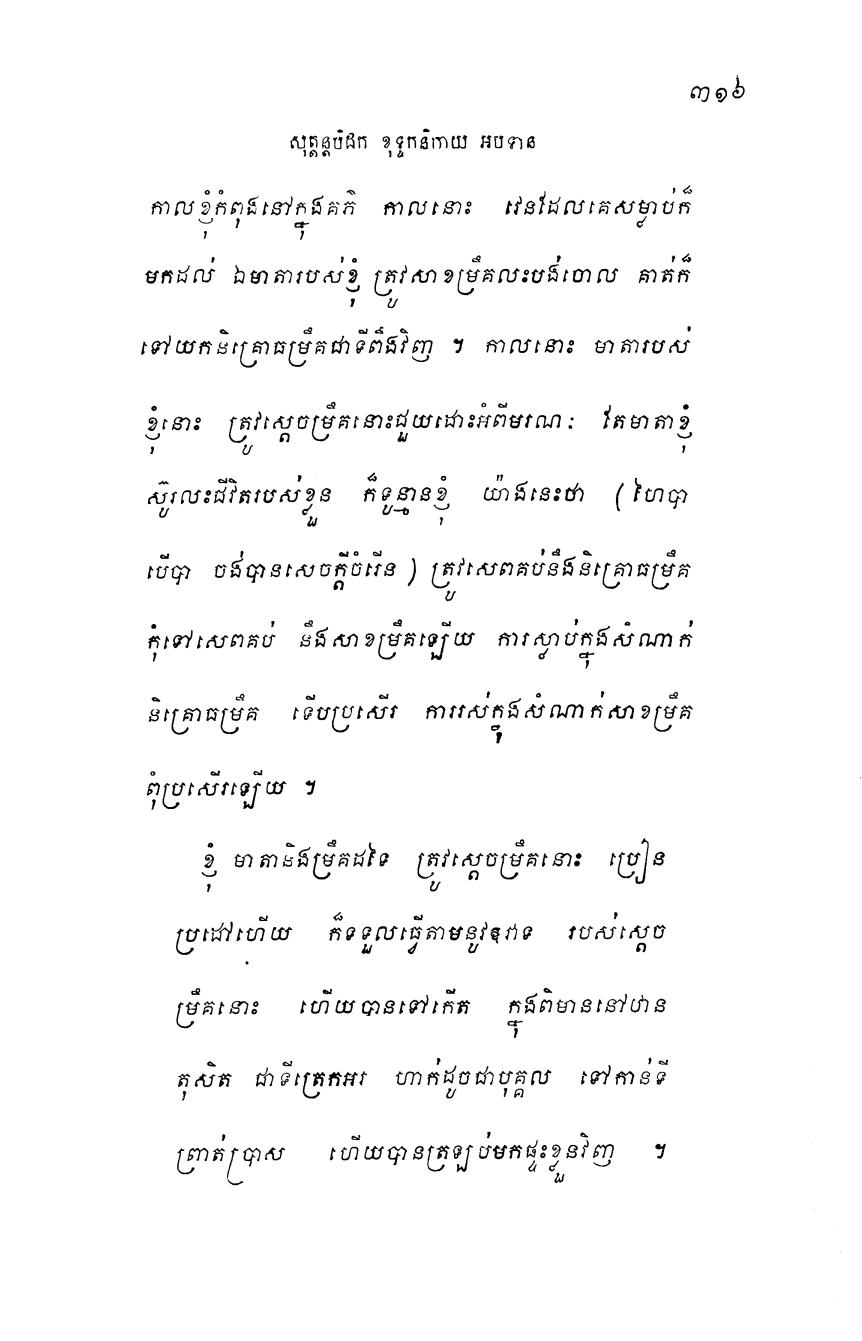 ៣១៦
សុត្តន្តបិដក ខុទ្ទកនិកាយ អបទាន
កាលខ្ញុំកំពុងនៅក្នុងគភ៌ កាលនោះ វេនដែលគេសម្លាប់ក៏
មកដល់ ឯមាតារបស់ខ្ញុំ ត្រូវសាខម្រឹគលះបង់ចោល គាត់ក៏
ទៅយកនិគ្រោធម្រឹគជាទីពឹងវិញ ។ កាលនោះ មាតារបស់
ខ្ញុំនោះ ត្រូវស្តេចម្រឹគនោះជួយដោះអំពីមរណៈ តែមាតាខ្ញុំ
ស៊ូរលះជីវិតរបស់ខ្លួន ក៏ទូន្មានខ្ញុំ យ៉ាងនេះថា (ហៃបា
បើបា ចង់បានសេចក្តីចំរើន) ត្រូវសេពគប់នឹងនិគ្រោធម្រឹគ
កុំទៅសេពគប់ នឹងសាខម្រឹគឡើយ ការស្លាប់ក្នុងសំណាក់
និគ្រោធម្រឹគ ទើបប្រសើរ ការរស់ក្នុងសំណាក់សាខម្រឹគ
ពុំប្រសើរឡើយ ។
ខ្ញុំ មាតានិងម្រឹគដទៃ ត្រូវស្តេចម្រឹគនោះ ប្រៀន
ប្រដៅហើយ ក៏ទទួលធ្វើតាមនូវឱវាទ របស់ស្តេច
ម្រឹគនោះ ហើយបានទៅកើត ក្នុងពិមាននៅឋាន
តុសិត ជាទីត្រេកអរ ហាក់ដូចជាបុគ្គល ទៅកាន់ទី
ព្រាត់ប្រាស ហើយបានត្រឡប់មកផ្ទះខ្លួនវិញ ។